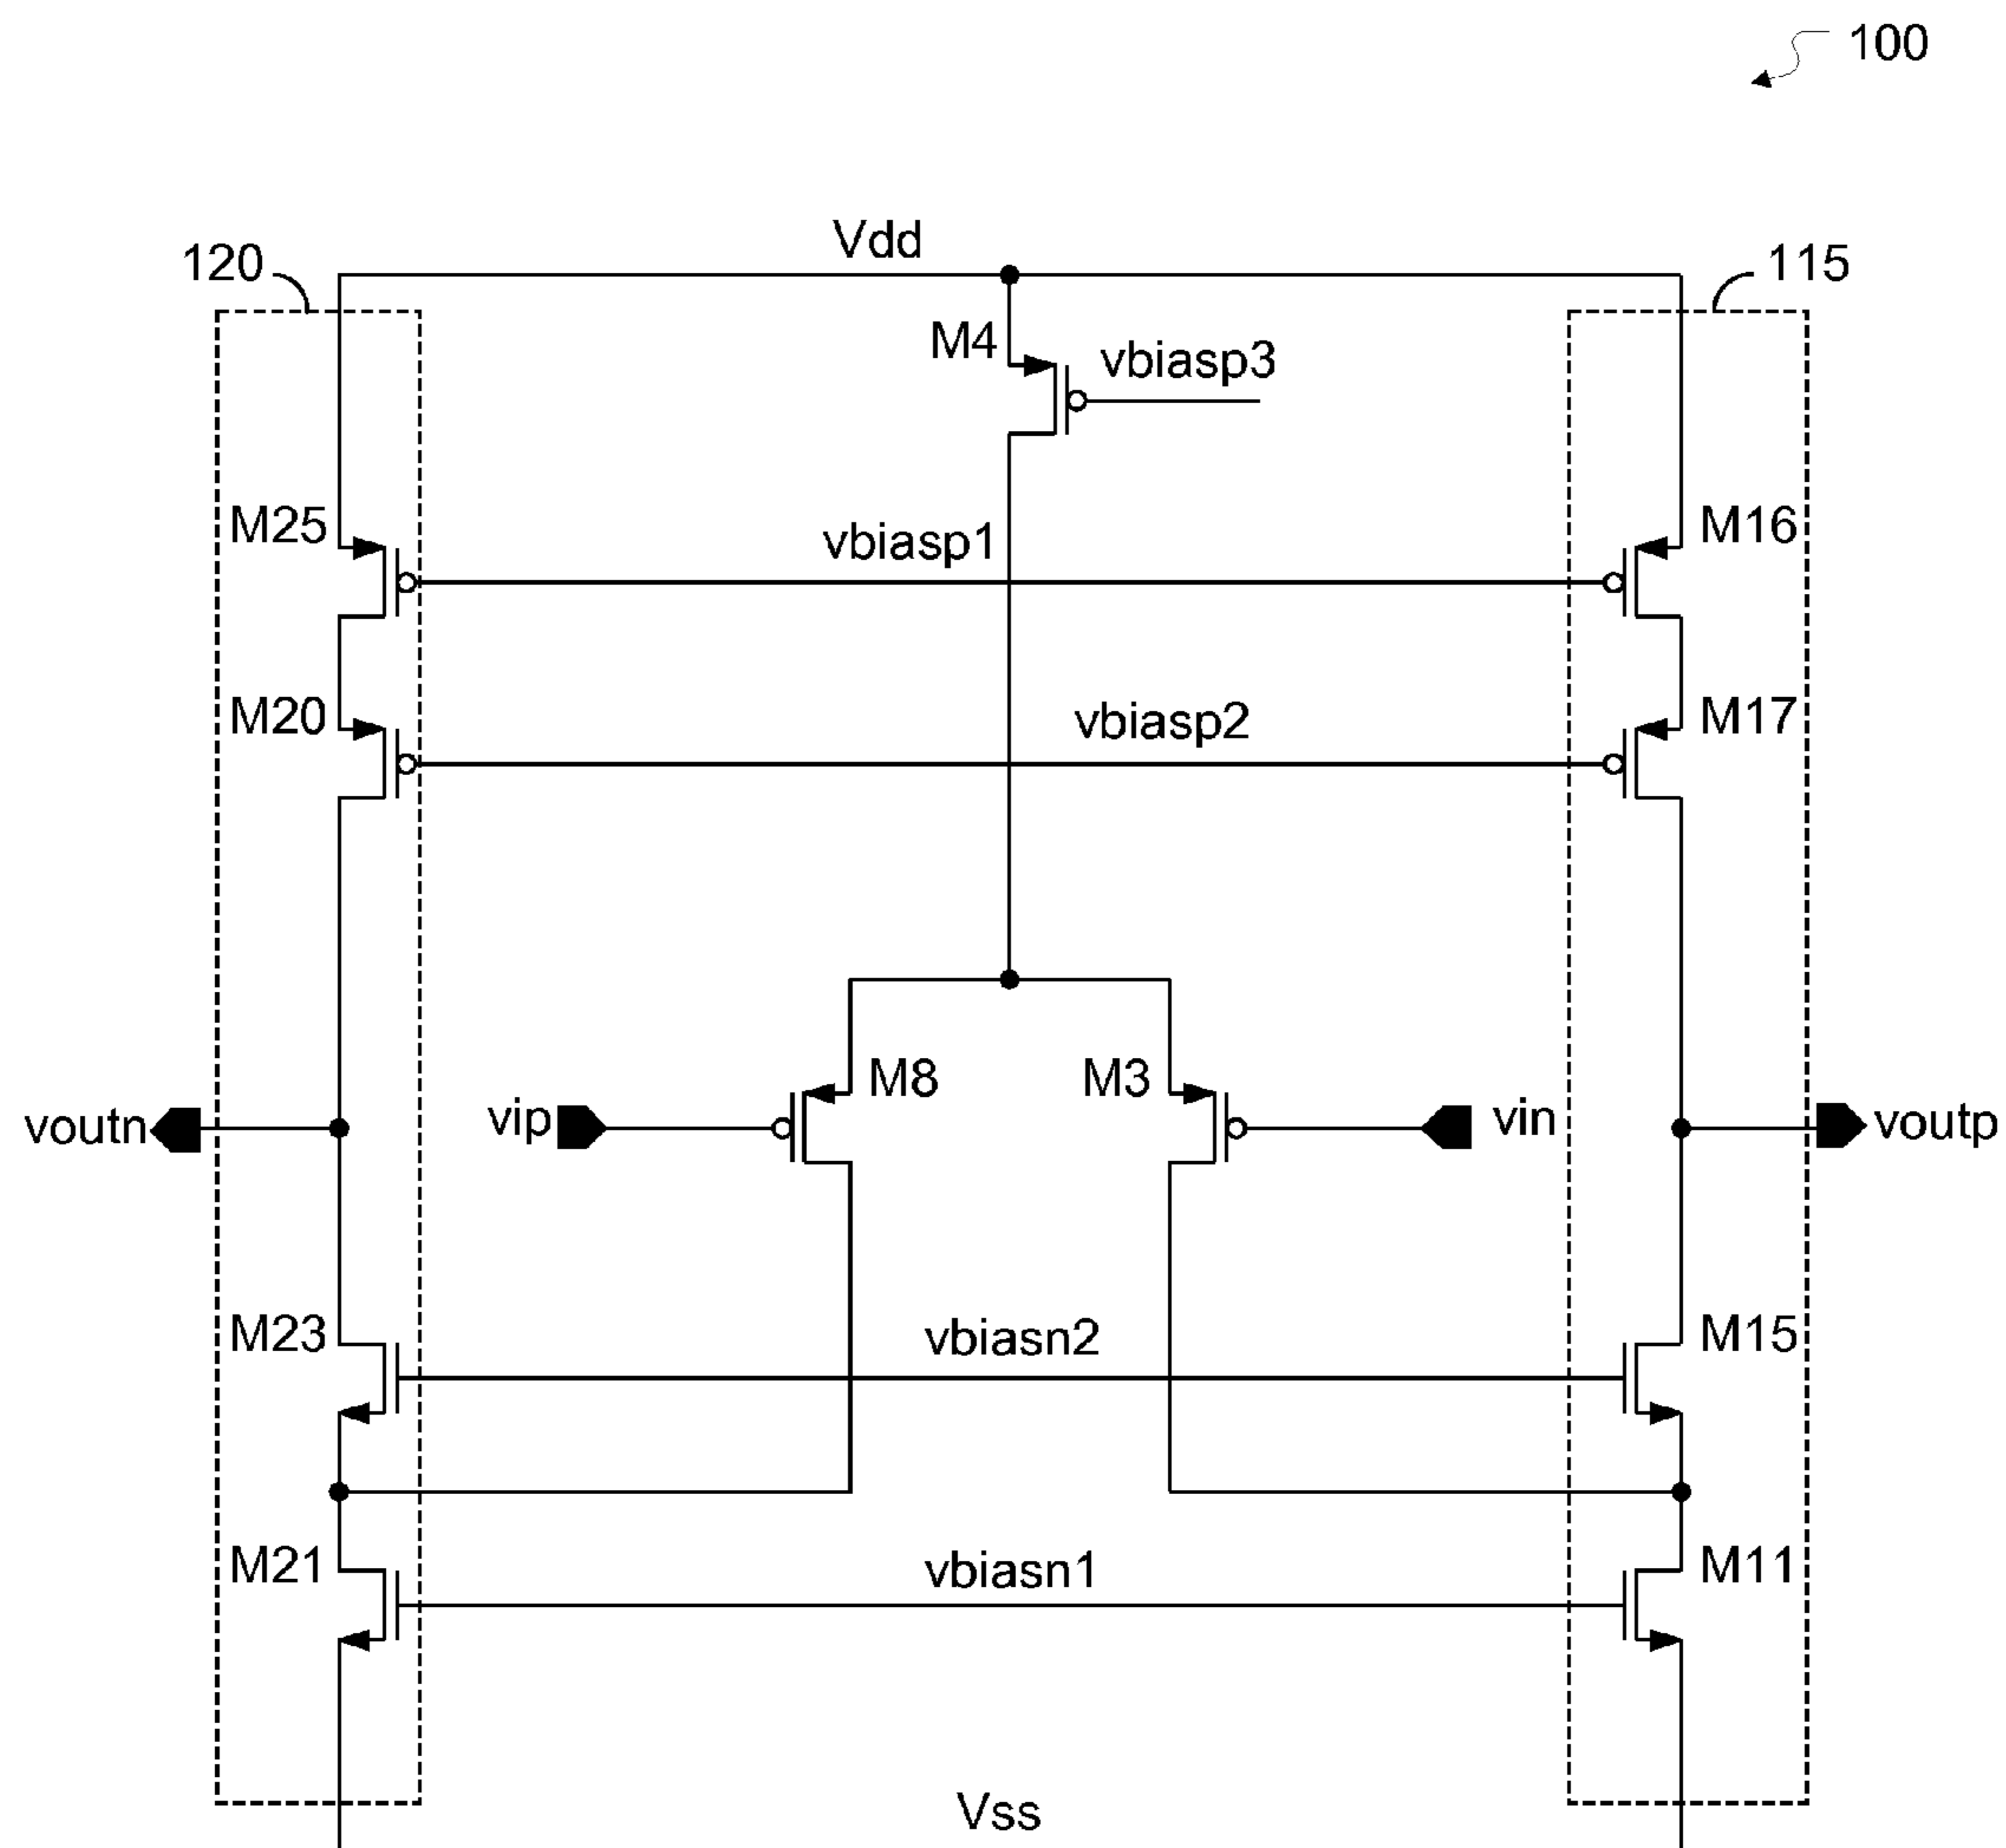 100
Vdd
120
115
M4
vbiasp3
M25
vbiasp1
M16
M20
vbiasp2
M17
M8
M3
voutn
vip
vin
voutp
M23
vbiasn2
M15
M21
vbiasn1
M11
Vss